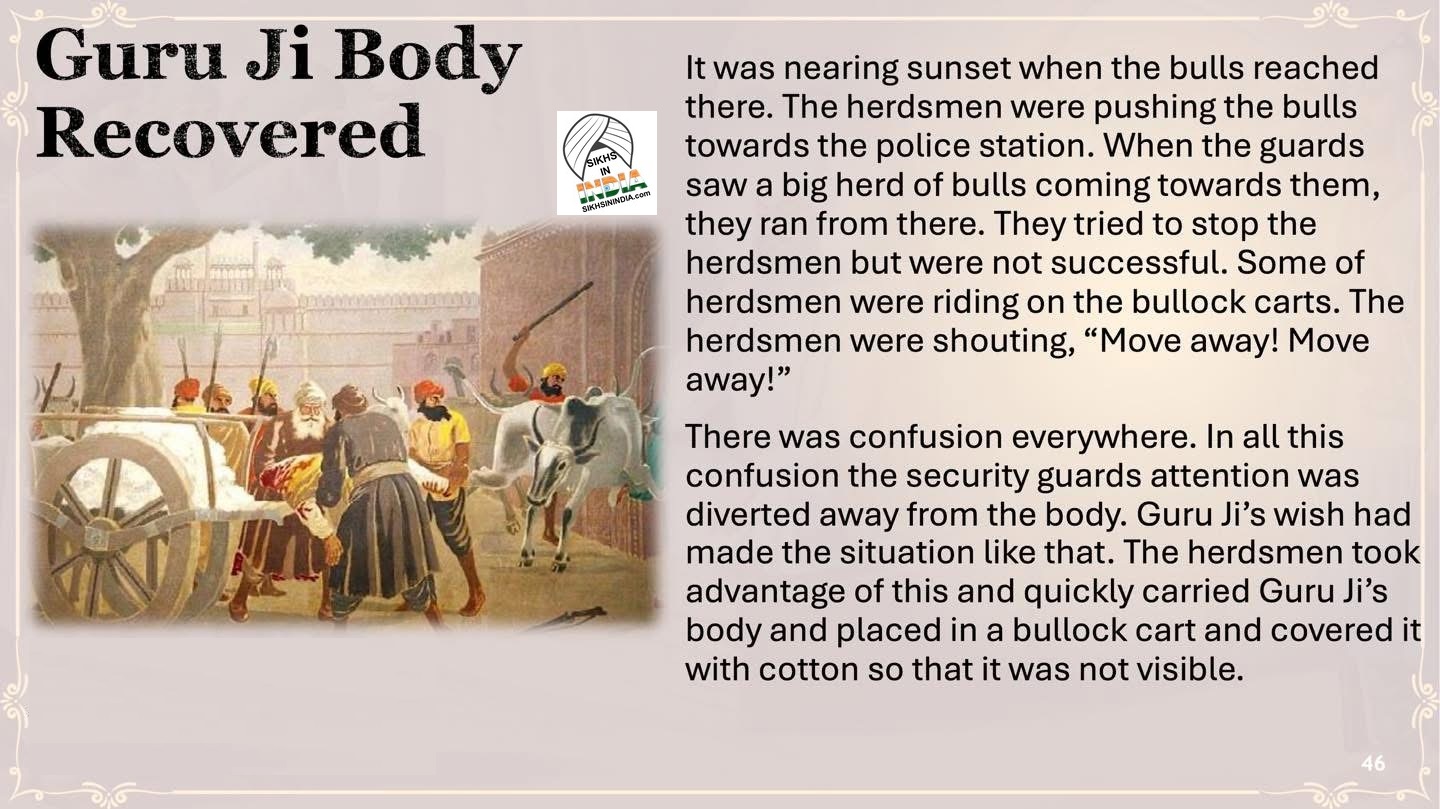 Guru Ji Body
Recovered
SIKHS
IN
INDIA
SIKHSININDIA.com
It was nearing sunset when the bulls reached
there. The herdsmen were pushing the bulls
towards the police station. When the guards
saw a big herd of bulls coming towards them,
they ran from there. They tried to stop the
herdsmen but were not successful. Some of
herdsmen were riding on the bullock carts. The
herdsmen were shouting, “Move away! Move
away!”
There was confusion everywhere. In all this
confusion the security guards attention was
diverted away from the body. Guru Ji’s wish had
made the situation like that. The herdsmen took
advantage of this and quickly carried Guru Ji’s
body and placed in a bullock cart and covered it
with cotton so that it was not visible.
46